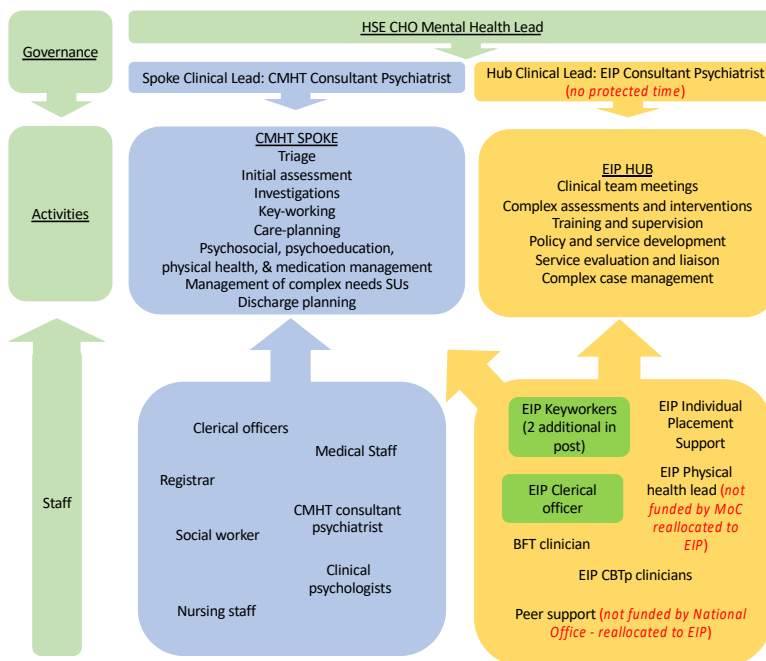 HSE CHO Mental Health Lead
Governance
Spoke Clinical Lead: CMHT Consultant Psychiatrist
Hub Clinical Lead: EIP Consultant Psychiatrist
(no protected time)
Activities
CMHT SPOKE
Triage
Initial assessment
Investigations
Key-working
Care-planning
Psychosocial, psychoeducation,
physical health, & medication management
Management of complex needs SUs
Discharge planning
EIP HUB
Clinical team meetings
Complex assessments and interventions
Training and supervision
Policy and service development
Service evaluation and liaison
Complex case management
Staff
Clerical officers
Medical Staff
Registrar
CMHT consultant
psychiatrist
Social worker
Clinical
psychologists
Nursing staff
EIP Keyworkers
(2 additional in
post)
EIP Individual
Placement
Support
EIP Clerical
officer
EIP Physical
health lead (not
funded by MoC
reallocated to
EIP)
BFT clinician
EIP CBTp clinicians
Peer support (not funded by National
Office - reallocated to EIP)